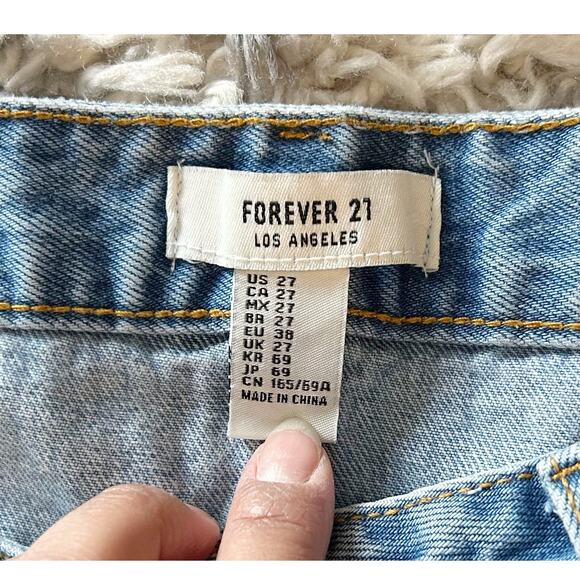 FOREVER 21
LOS ANGELES
US 27
CA 27
MX 27
BR 27
EU 38
UK 27
KR 69
JP 69
CN 165/69A
MADE IN CHINA